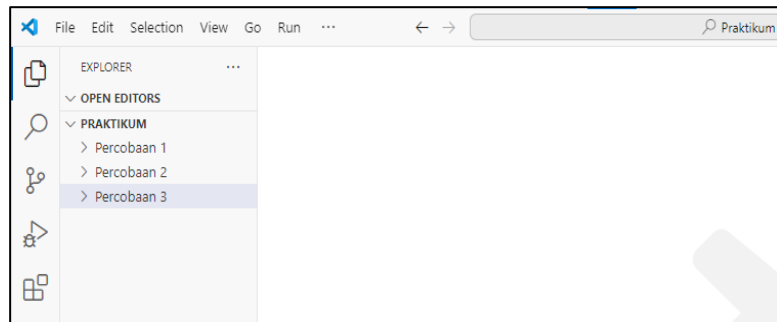 File Edit Selection View Go Run ···
Praktikum
EXPLORER ···
OPEN EDITORS
PRAKTIKUM
Percobaan 1
Percobaan 2
Percobaan 3